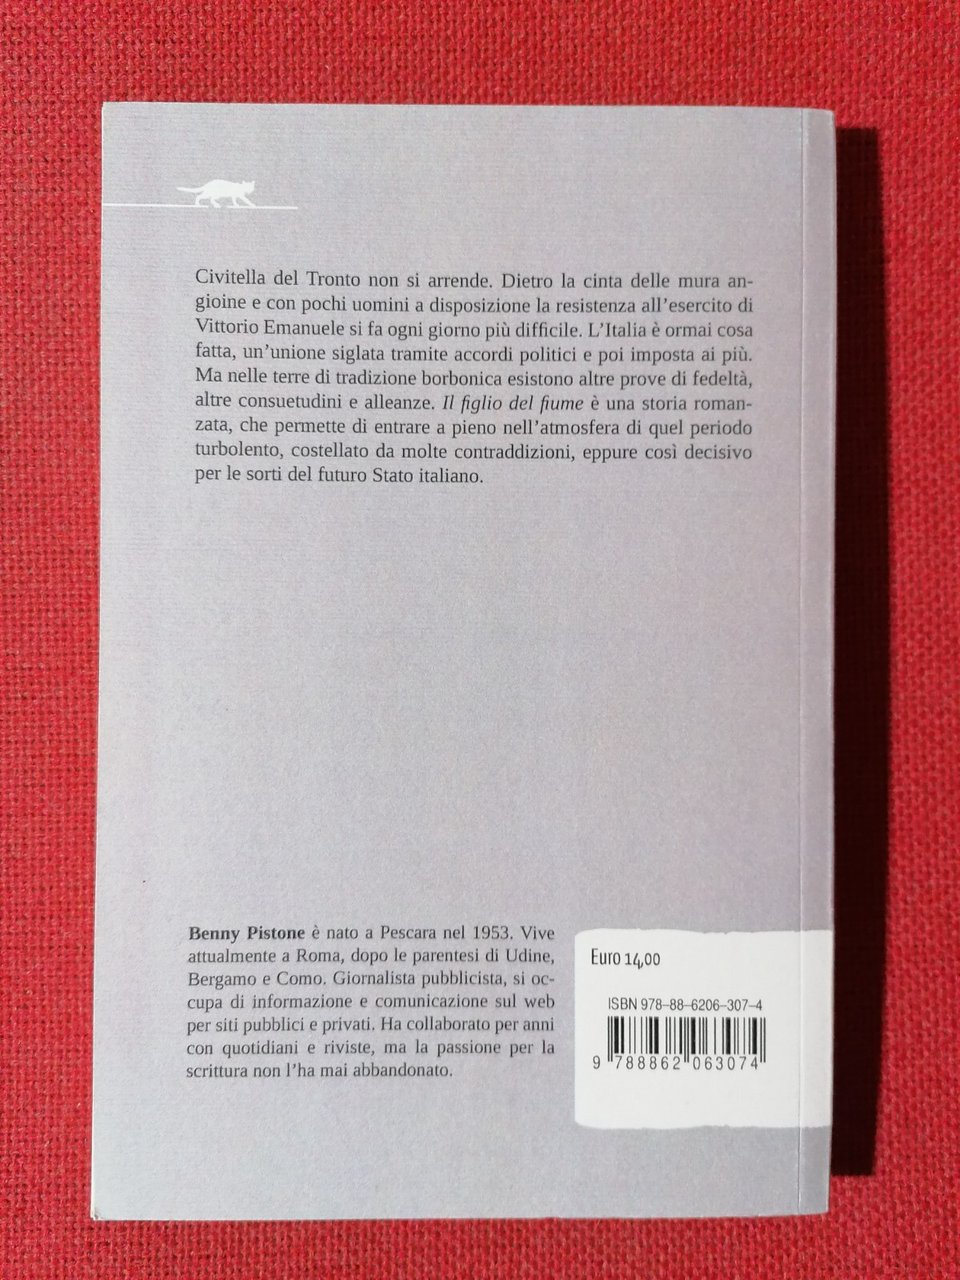 Civitella del Tronto non si arrende. Dietro la cinta delle mura an-
gioine e con pochi uomini a disposizione la resistenza all'esercito di
Vittorio Emanuele si fa ogni giorno più difficile. L'Italia è ormai cosa
fatta, un'unione siglata tramite accordi politici e poi imposta ai più.
Ma nelle terre di tradizione borbonica esistono altre prove di fedeltà,
altre consuetudini e alleanze. Il figlio del fiume è una storia roman-
zata, che permette di entrare a pieno nell'atmosfera di quel periodo
turbolento, costellato da molte contraddizioni, eppure così decisivo
per le sorti del futuro Stato italiano.
Benny Pistone è nato a Pescara nel 1953. Vive
attualmente a Roma, dopo le parentesi di Udine,
Bergamo e Como. Giornalista pubblicista, si oc-
cupa di informazione e comunicazione sul web
per siti pubblici e privati. Ha collaborato per anni
con quotidiani e riviste, ma la passione per la
scrittura non l'ha mai abbandonato.
Euro 14,00
ISBN 978-88-6206-307-4
9 788862 063074